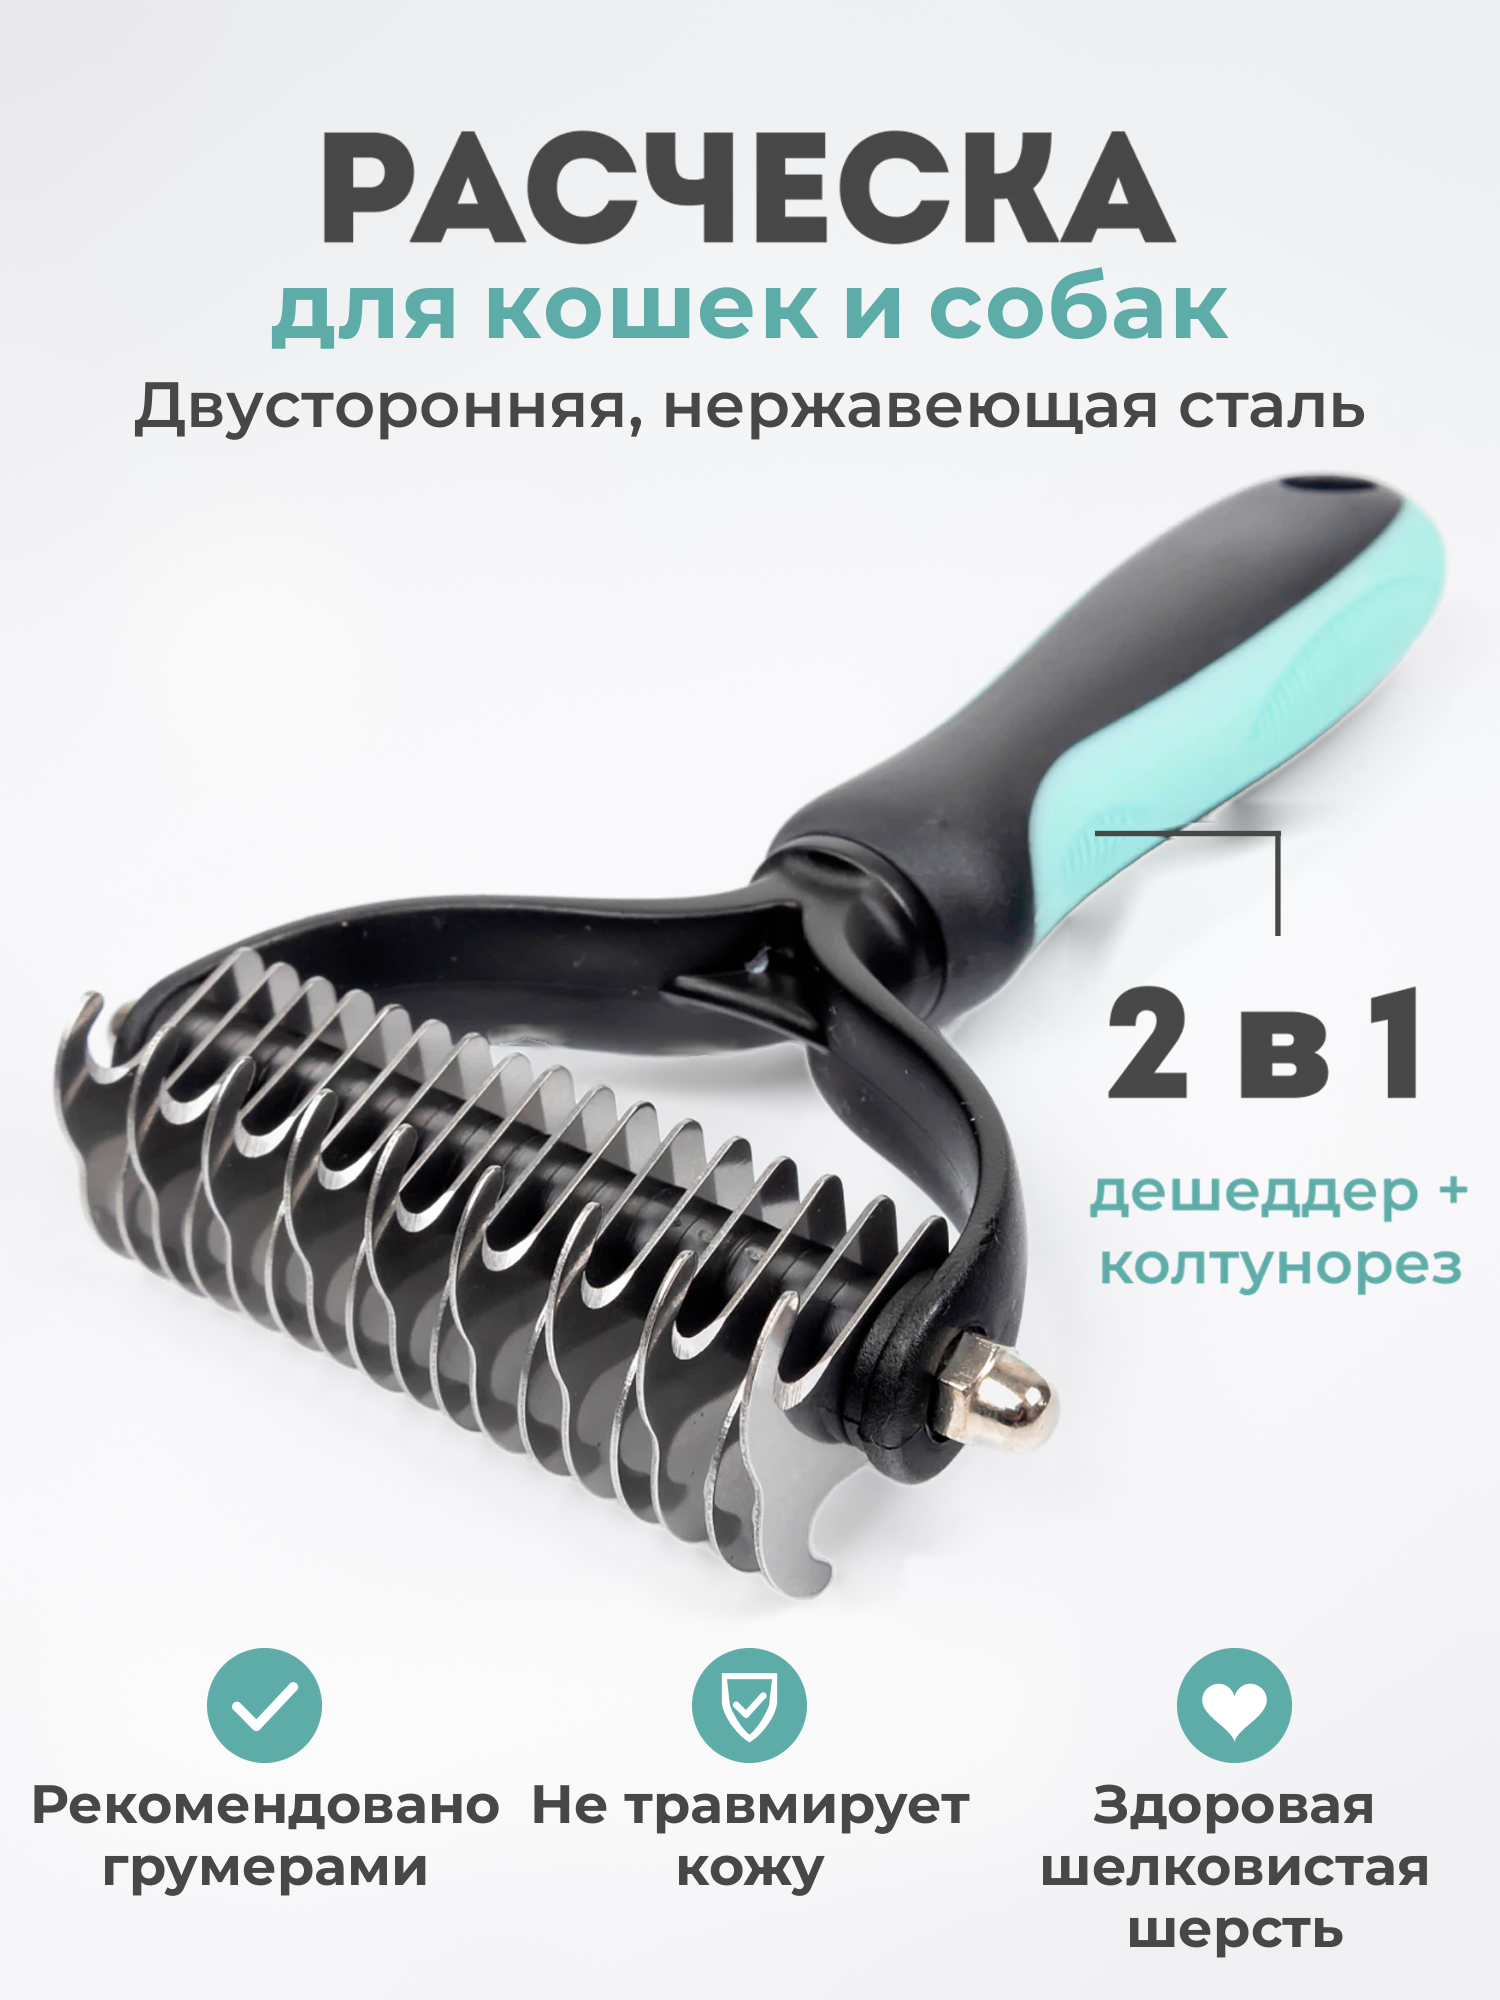 РАСЧЕСКА
для кошек и собак
Двусторонняя, нержавеющая сталь
2 в 1
дешеддер +
колтунорез
Рекомендовано
грумерами
Не травмирует
кожу
Здоровая
шелковистая
шерсть